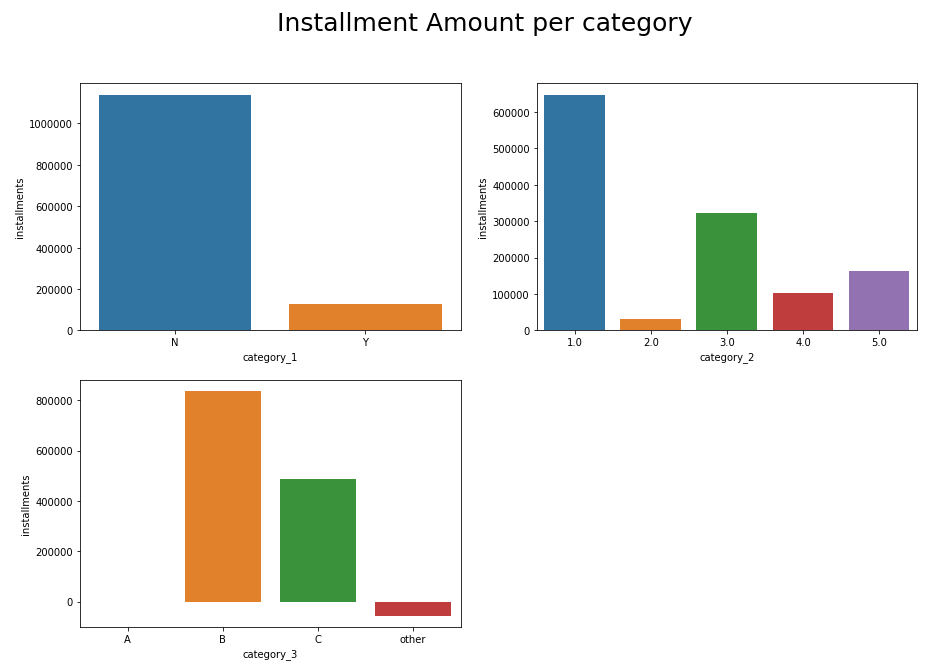 Installment Amount per category
1000000
800000
600000
400000
200000
0
installments
N Y
category_1
600000
500000
400000
300000
200000
100000
0
installments
1.0 2.0 3.0 4.0 5.0
category_2
800000
600000
400000
200000
0
installments
A B C other
category_3